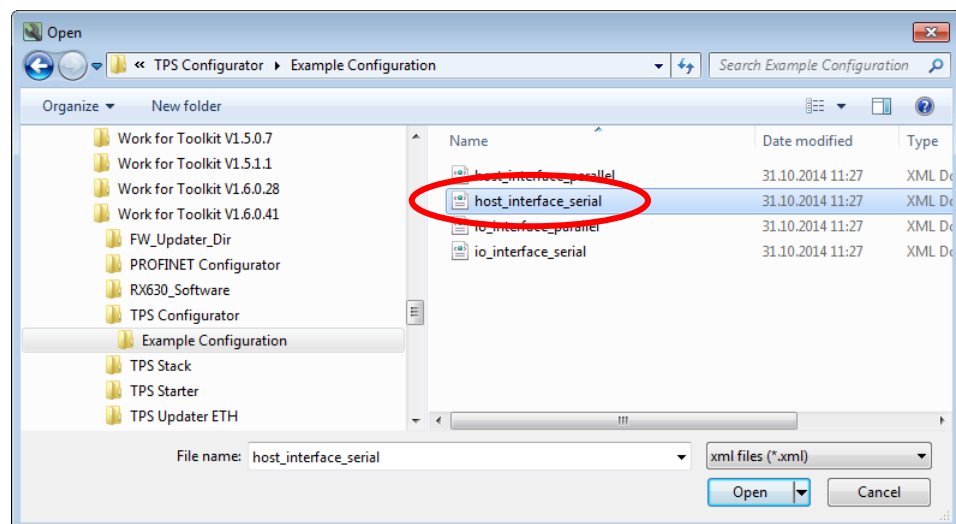 Open
« TPS Configurator Example Configuration
Search Example Configuration
Organize New folder
Work for Toolkit V1.5.0.7
Work for Toolkit V1.5.1.1
Work for Toolkit V1.6.0.28
Work for Toolkit V1.6.0.41
FW_Updater_Dir
PROFINET Configurator
RX630_Software
TPS Configurator
Example Configuration
TPS Stack
TPS Starter
TPS Updater ETH
Name Date modified Type
host_interface_parallel 31.10.2014 11:27 XML Do
host_interface_serial 31.10.2014 11:27 XML Do
io_interface_parallel 31.10.2014 11:27 XML Do
io_interface_serial 31.10.2014 11:27 XML Do
File name: host_interface_serial
xml files (*.xml)
Open Cancel